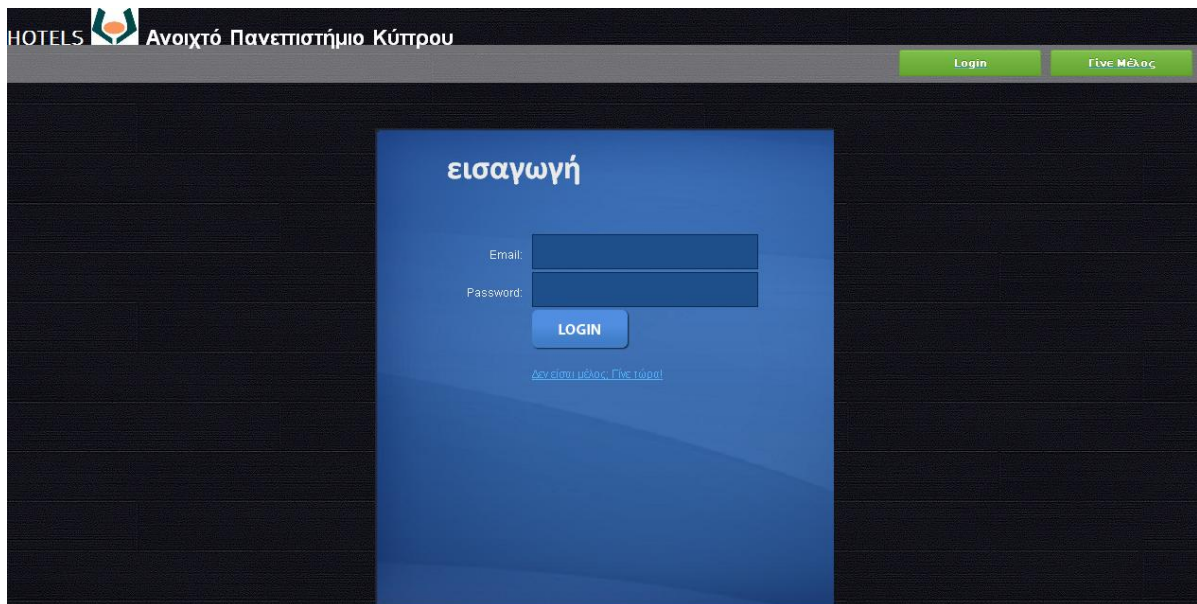 HOTELS Ανοιχτό Πανεπιστήμιο Κύπρου
Login Γίνε Μέλος
εισαγωγή
Email:
Password:
LOGIN
Δεν είσαι μέλος; Γίνε τώρα!